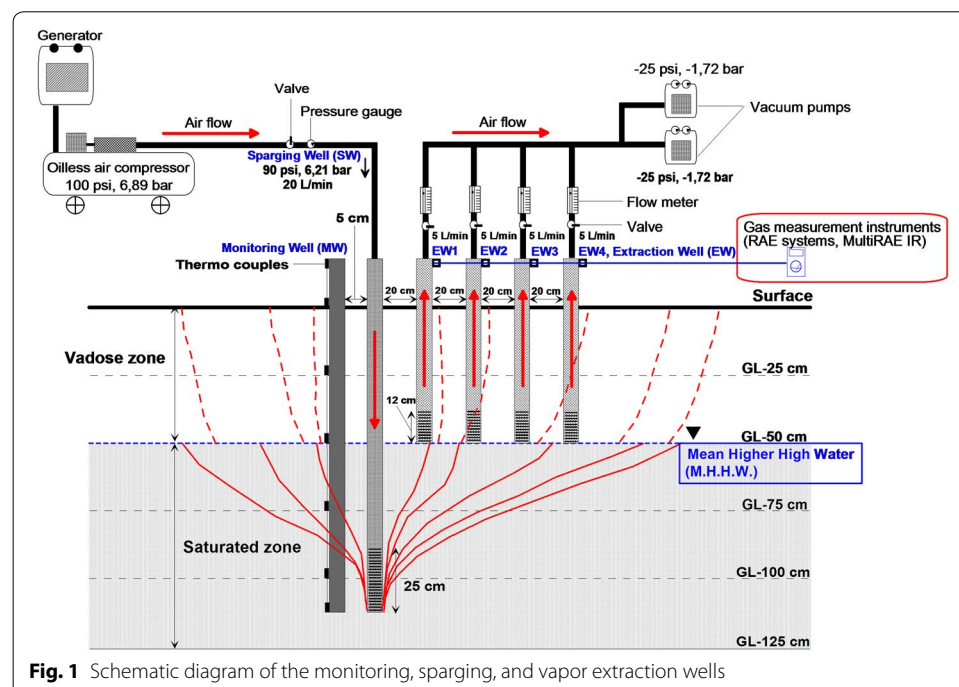 Generator
Valve
Pressure gauge
Air flow
Oilless air compressor
100 psi, 6,89 bar
Sparging Well (SW)
90 psi, 6,21 bar
20 L/min
Air flow
-25 psi, -1,72 bar
Vacuum pumps
-25 psi, -1,72 bar
Flow meter
Valve
5 cm
5 L/min
5 L/min
5 L/min
5 L/min
Monitoring Well (MW)
EW1
EW2
EW3
EW4, Extraction Well (EW)
Gas measurement instruments
(RAE systems, MultiRAE IR)
Thermo couples
20 cm
20 cm
20 cm
20 cm
Surface
Vadose zone
GL-25 cm
12 cm
GL-50 cm
Mean Higher High Water
(M.H.H.W.)
GL-75 cm
Saturated zone
25 cm
GL-100 cm
GL-125 cm
Fig. 1 Schematic diagram of the monitoring, sparging, and vapor extraction wells